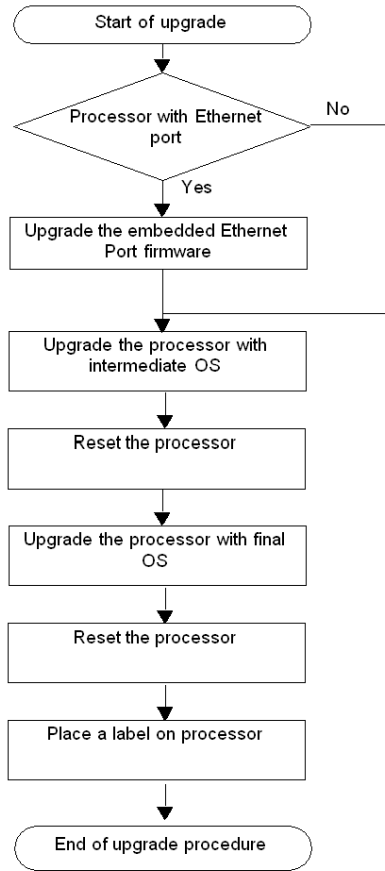 Start of upgrade
Processor with Ethernet
port
No
Yes
Upgrade the embedded Ethernet
Port firmware
Upgrade the processor with
intermediate OS
Reset the processor
Upgrade the processor with final
OS
Reset the processor
Place a label on processor
End of upgrade procedure